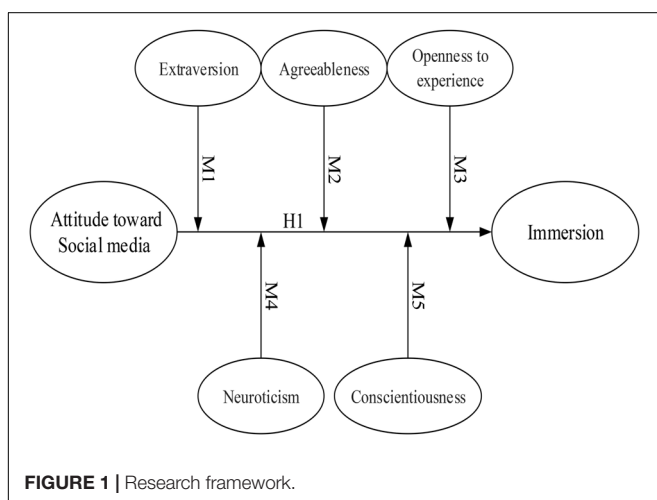 Extraversion
Agreeableness
Openness to
experience
M1
M2
M3
Attitude toward
Social media
H1
Immersion
M4
M5
Neuroticism
Conscientiousness
FIGURE 1 | Research framework.